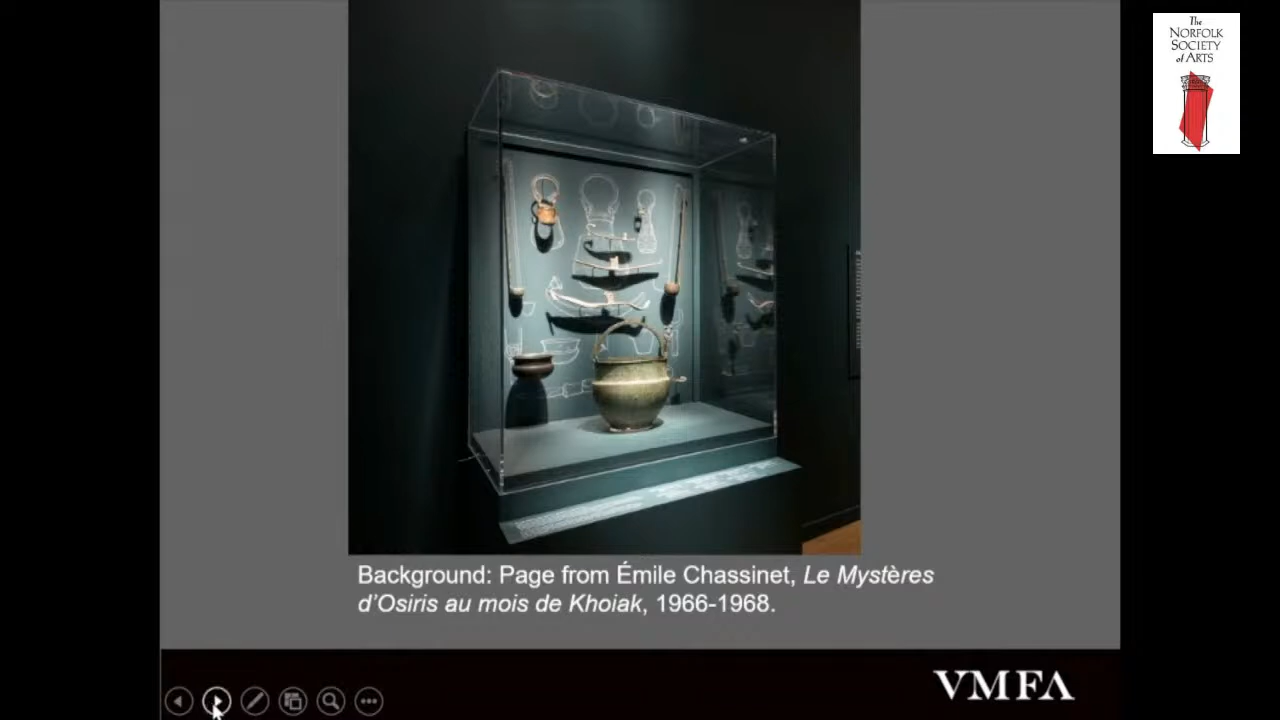 The
NORFOLK
SOCIETY
of ARTS
Background: Page from Émile Chassinet, Le Mystères
d’Osiris au mois de Khoiak, 1966-1968.
VMFA